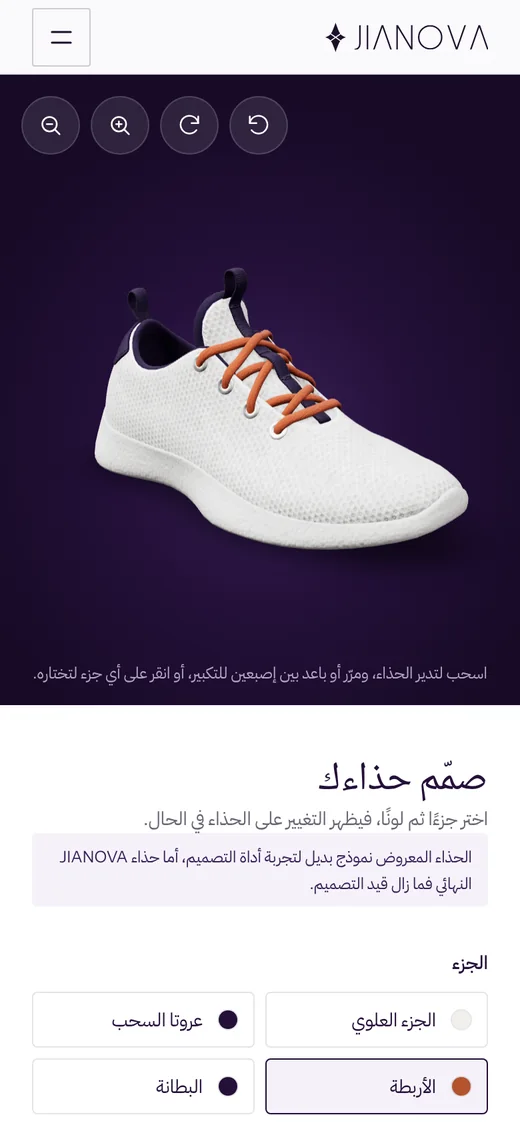 JIANOVA
اسحب لتدير الحذاء، ومرّر أو باعد بين إصبعين للتكبير، أو انقر على أي جزء لتختاره.
صمّم حذاءك
اختر جزءًا ثم لونًا، فيظهر التغيير على الحذاء في الحال.
الحذاء المعروض نموذج بديل لتجربة أداة التصميم، أما حذاء JIANOVA
النهائي فما زال قيد التصميم.
الجزء
الجزء العلوي
عروتا السحب
الأربطة
البطانة